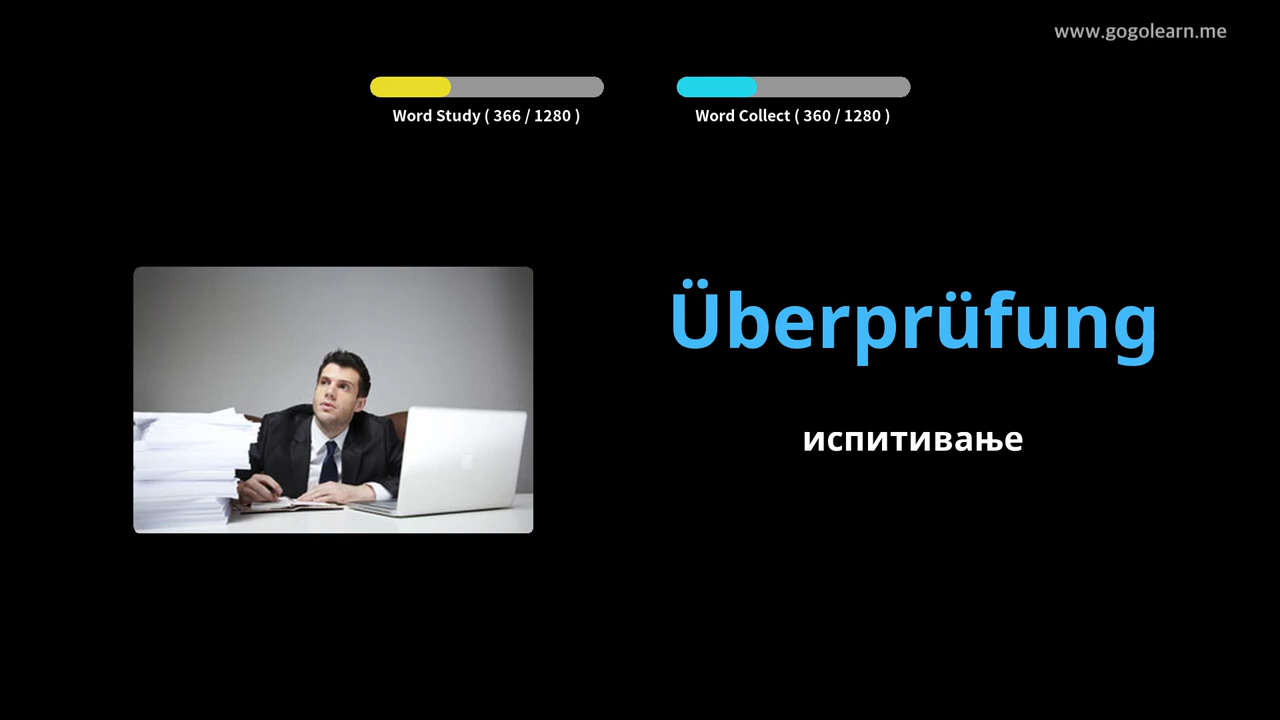 www.gogolearn.me
Word Study ( 366 / 1280 )
Word Collect ( 360 / 1280 )
Überprüfung
испитивање